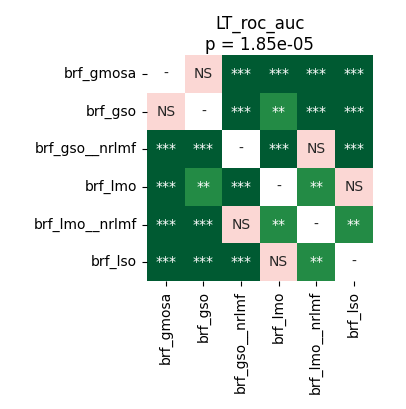 LT_roc_auc
p = 1.85e-05
brf_gmosa - NS *** *** *** ***
brf_gso NS - *** ** *** ***
brf_gso__nrlmf *** *** - *** NS ***
brf_lmo *** ** *** - ** NS
brf_lmo__nrlmf *** *** NS ** - **
brf_lso *** *** *** NS ** -
brf_gmosa
brf_gso
brf_gso__nrlmf
brf_lmo
brf_lmo__nrlmf
brf_lso